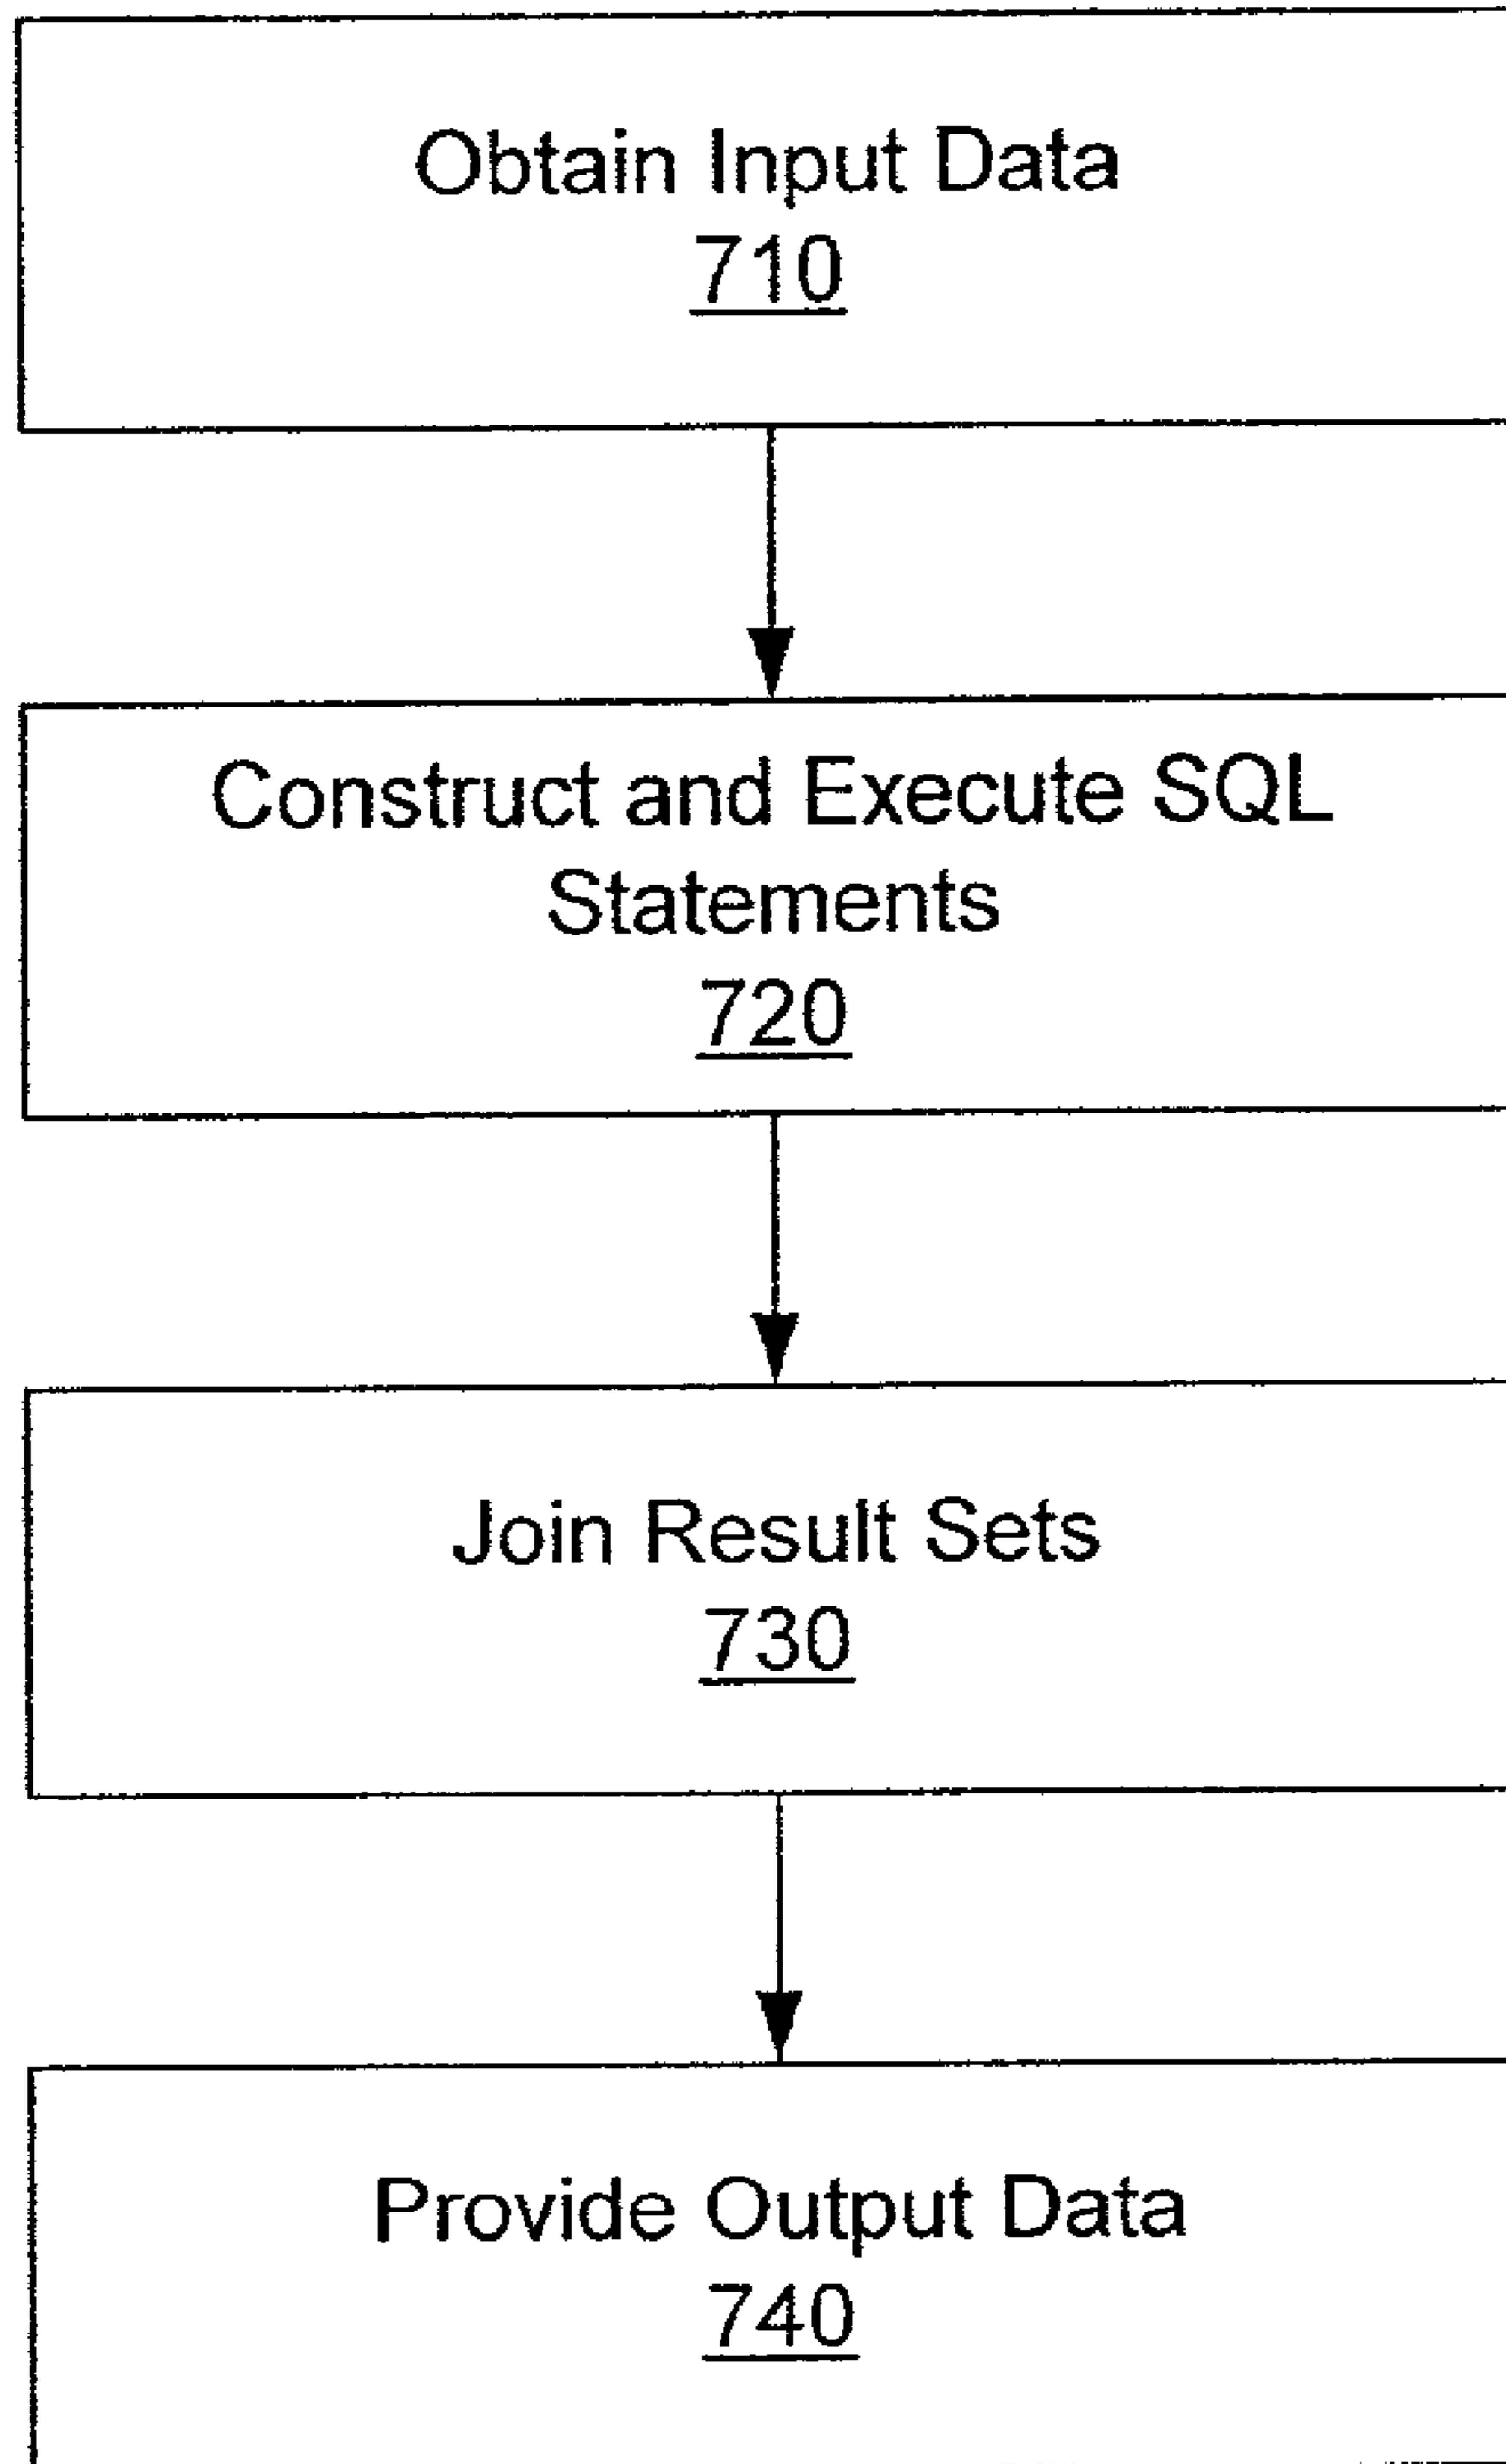 Obtain Input Data
710
Construct and Execute SQL
Statements
720
Join Result Sets
730
Provide Output Data
740